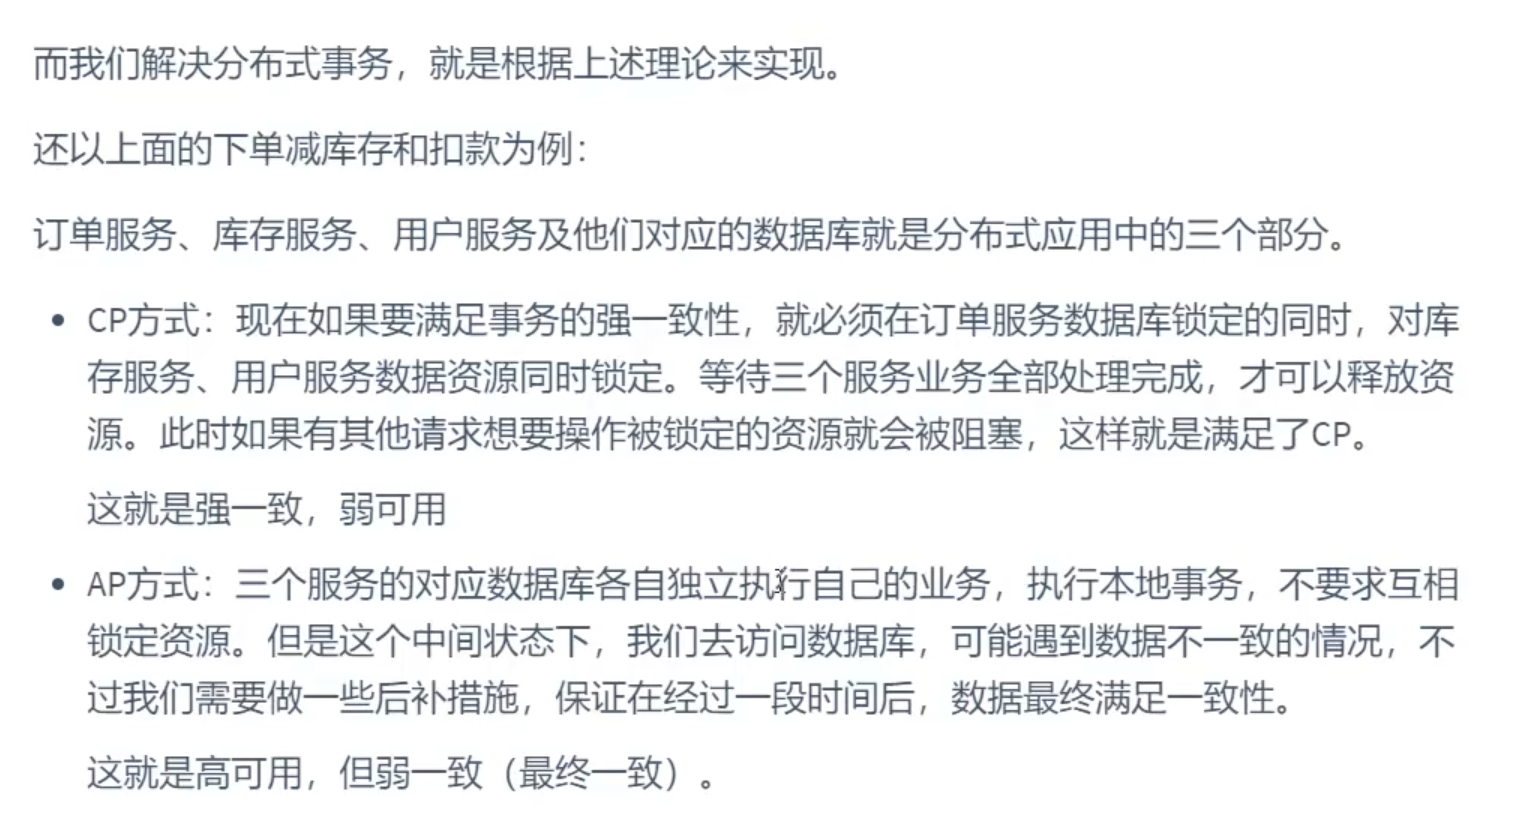 而我们解决分布式事务，就是根据上述理论来实现。
还以上面的下单减库存和扣款为例：
订单服务、库存服务、用户服务及他们对应的数据库就是分布式应用中的三个部分。
• CP方式：现在如果要满足事务的强一致性，就必须在订单服务数据库锁定的同时，对库
存服务、用户服务数据资源同时锁定。等待三个服务业务全部处理完成，才可以释放资
源。此时如果有其他请求想要操作被锁定的资源就会被阻塞，这样就是满足了CP。
这就是强一致，弱可用
• AP方式：三个服务的对应数据库各自独立执行自己的业务，执行本地事务，不要求互相
锁定资源。但是这个中间状态下，我们去访问数据库，可能遇到数据不一致的情况，不
过我们需要做一些后补措施，保证在经过一段时间后，数据最终满足一致性。
这就是高可用，但弱一致（最终一致）。